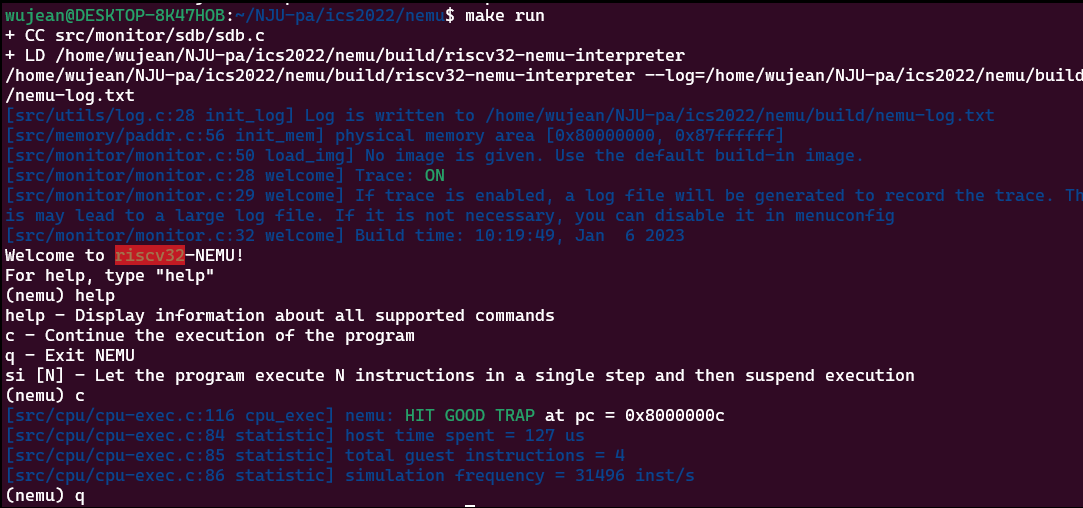 wujean@DESKTOP-8K47HOB:~/NJU-pa/ics2022/nemu$ make run
+ CC src/monitor/sdb/sdb.c
+ LD /home/wujean/NJU-pa/ics2022/nemu/build/riscv32-nemu-interpreter
/home/wujean/NJU-pa/ics2022/nemu/build/riscv32-nemu-interpreter --log=/home/wujean/NJU-pa/ics2022/nemu/build
/nemu-log.txt
[src/utils/log.c:28 init_log] Log is written to /home/wujean/NJU-pa/ics2022/nemu/build/nemu-log.txt
[src/memory/paddr.c:56 init_mem] physical memory area [0x80000000, 0x87ffffff]
[src/monitor/monitor.c:50 load_img] No image is given. Use the default build-in image.
[src/monitor/monitor.c:28 welcome] Trace: ON
[src/monitor/monitor.c:29 welcome] If trace is enabled, a log file will be generated to record the trace. Th
is may lead to a large log file. If it is not necessary, you can disable it in menuconfig
[src/monitor/monitor.c:32 welcome] Build time: 10:19:49, Jan  6 2023
Welcome to riscv32-NEMU!
For help, type "help"
(nemu) help
help - Display information about all supported commands
c - Continue the execution of the program
q - Exit NEMU
si [N] - Let the program execute N instructions in a single step and then suspend execution
(nemu) c
[src/cpu/cpu-exec.c:116 cpu_exec] nemu: HIT GOOD TRAP at pc = 0x8000000c
[src/cpu/cpu-exec.c:84 statistic] host time spent = 127 us
[src/cpu/cpu-exec.c:85 statistic] total guest instructions = 4
[src/cpu/cpu-exec.c:86 statistic] simulation frequency = 31496 inst/s
(nemu) q